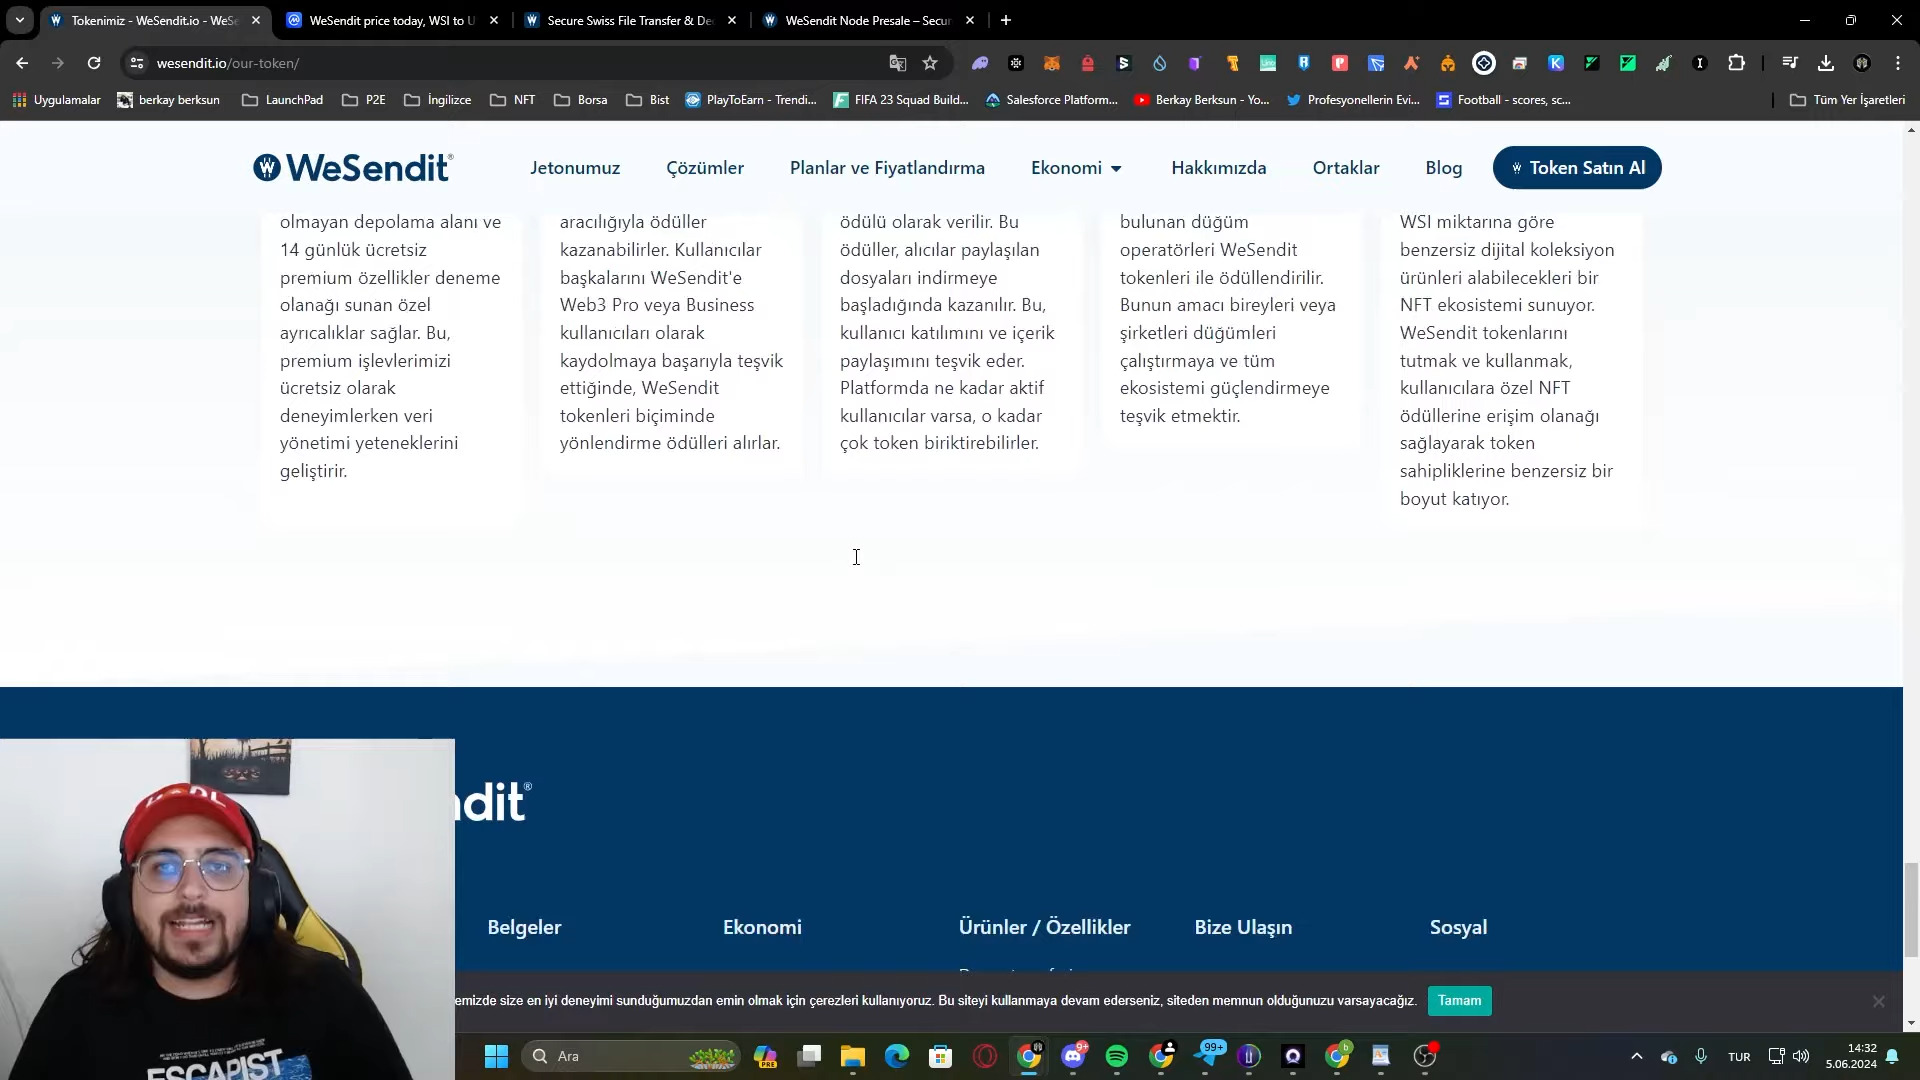 Tokenimiz - WeSendit.io - WeSe
WeSendit price today, WSI to U
Secure Swiss File Transfer & De
WeSendit Node Presale – Secur
wesendit.io/our-token/
Uygulamalar
berkay berksun
LaunchPad
P2E
İngilizce
NFT
Borsa
Bist
PlayToEarn - Trendi...
FIFA 23 Squad Build...
Salesforce Platform...
Berkay Berksun - Yo...
Profesyonellerin Evi...
Football - scores, sc...
Tüm Yer İşaretleri
WeSendit®
Jetonumuz
Çözümler
Planlar ve Fiyatlandırma
Ekonomi
Hakkımızda
Ortaklar
Blog
Token Satın Al
olmayan depolama alanı ve
14 günlük ücretsiz
premium özellikler deneme
olanağı sunan özel
ayrıcalıklar sağlar. Bu,
premium işlevlerimizi
ücretsiz olarak
deneyimlerken veri
yönetimi yeteneklerini
geliştirir.
aracılığıyla ödüller
kazanabilirler. Kullanıcılar
başkalarını WeSendit'e
Web3 Pro veya Business
kullanıcıları olarak
kaydolmaya başarıyla teşvik
ettiğinde, WeSendit
tokenleri biçiminde
yönlendirme ödülleri alırlar.
ödülü olarak verilir. Bu
ödüller, alıcılar paylaşılan
dosyaları indirmeye
başladığında kazanılır. Bu,
kullanıcı katılımını ve içerik
paylaşımını teşvik eder.
Platformda ne kadar aktif
kullanıcılar varsa, o kadar
çok token biriktirebilirler.
bulunan düğüm
operatörleri WeSendit
tokenleri ile ödüllendirilir.
Bunun amacı bireyleri veya
şirketleri düğümleri
çalıştırmaya ve tüm
ekosistemi güçlendirmeye
teşvik etmektir.
WSI miktarına göre
benzersiz dijital koleksiyon
ürünleri alabilecekleri bir
NFT ekosistemi sunuyor.
WeSendit tokenlarını
tutmak ve kullanmak,
kullanıcılara özel NFT
ödüllerine erişim olanağı
sağlayarak token
sahipliklerine benzersiz bir
boyut katıyor.
ndit®
Belgeler
Ekonomi
Ürünler / Özellikler
Bize Ulaşın
Sosyal
emizde size en iyi deneyimi sunduğumuzdan emin olmak için çerezleri kullanıyoruz. Bu siteyi kullanmaya devam ederseniz, siteden memnun olduğunuzu varsayacağız.
Tamam
ESCAPIST
Ara
PRE
9+
99+
TUR
14:32
5.06.2024